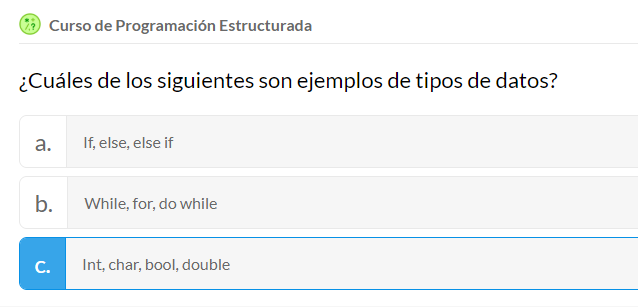 Curso de Programación Estructurada
¿Cuáles de los siguientes son ejemplos de tipos de datos?
a. If, else, else if
b. While, for, do while
c. Int, char, bool, double